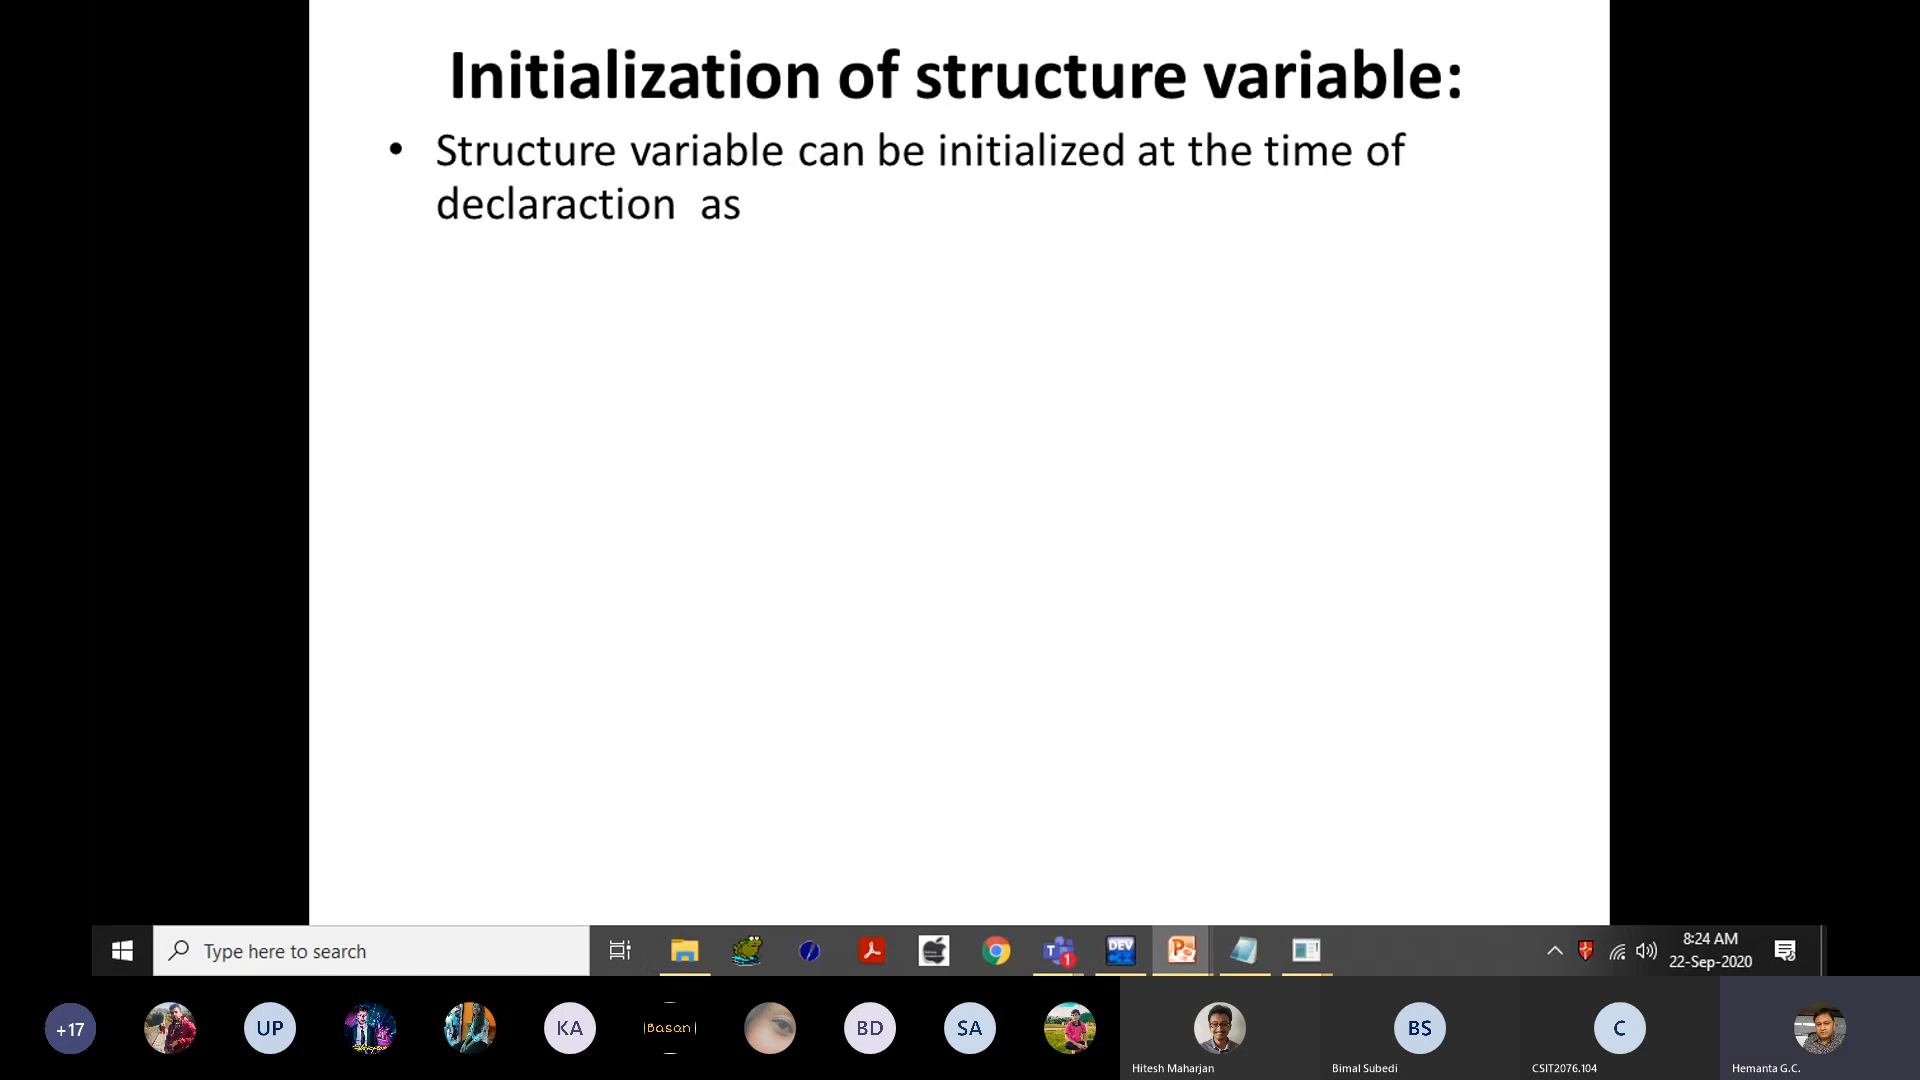 Initialization of structure variable:
• Structure variable can be initialized at the time of
declaraction as
Type here to search
1
DEV
8:24 AM
22-Sep-2020
+17
UP
KA
Basan
BD
SA
BS
C
Hitesh Maharjan
Bimal Subedi
CSIT2076.104
Hemanta G.C.